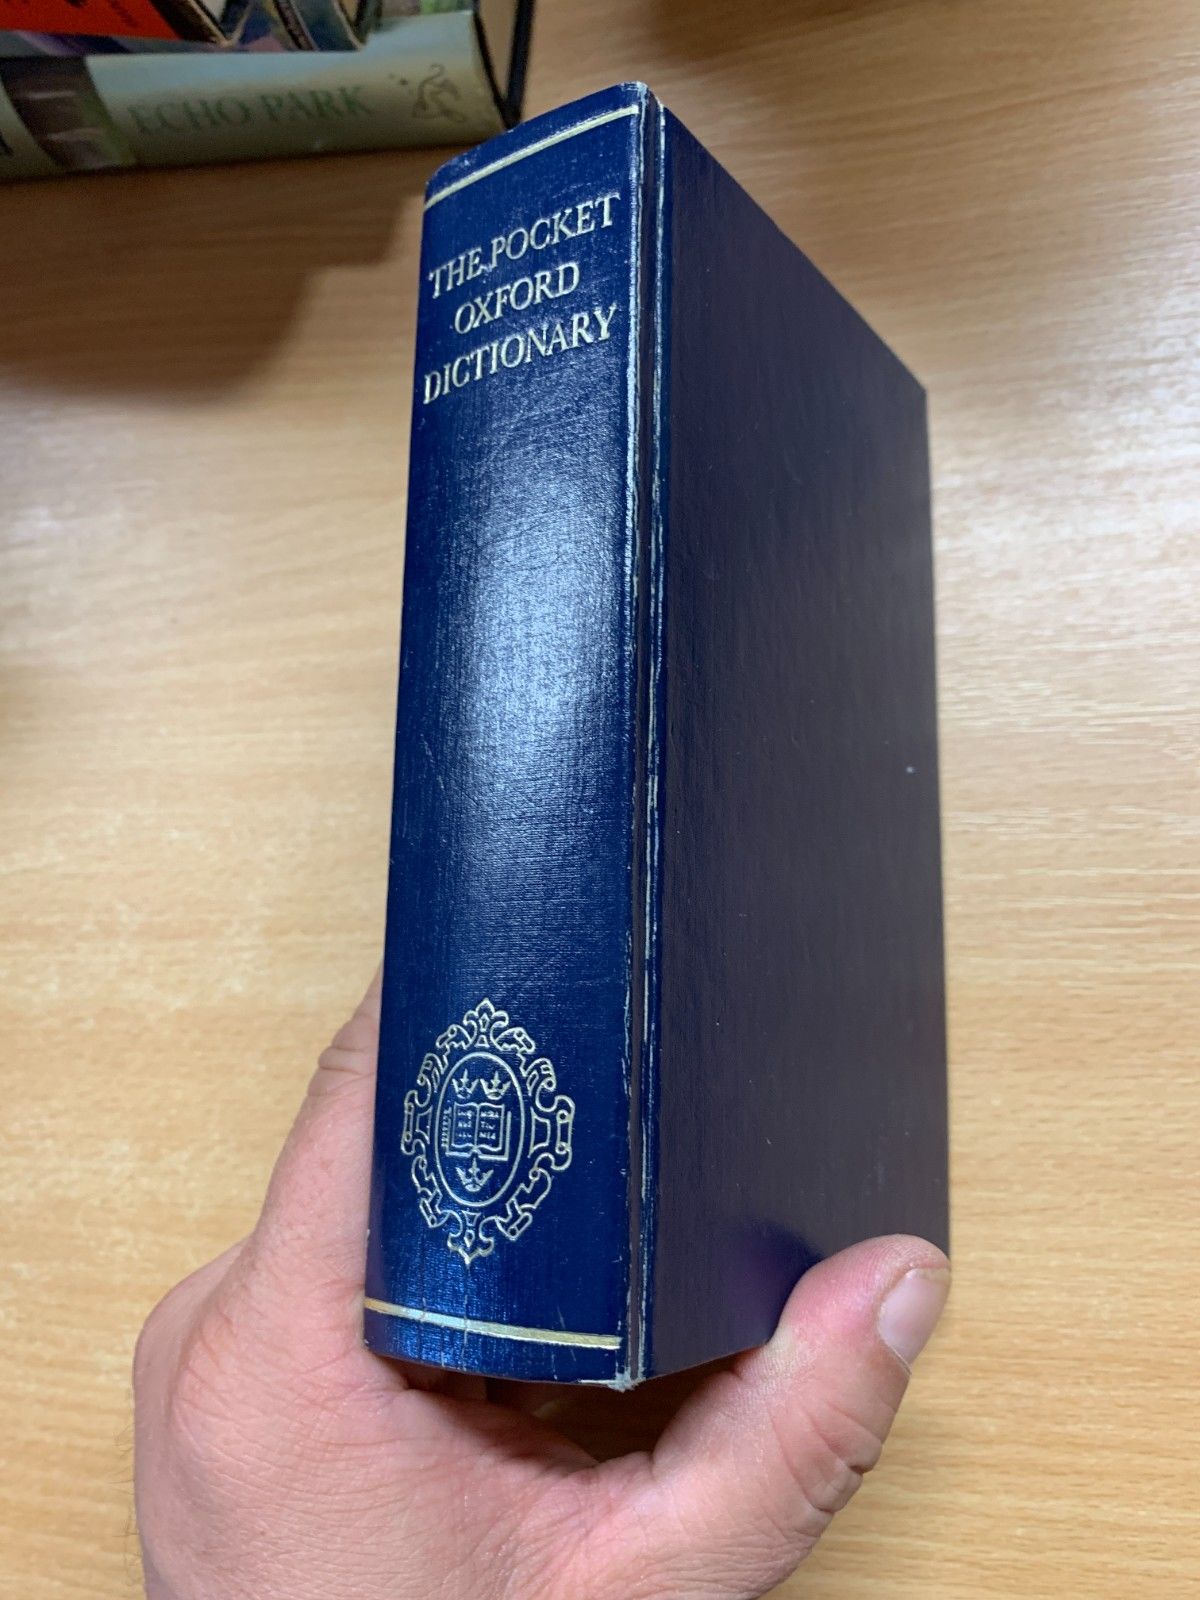 ECHO PARK
THE POCKET
OXFORD
DICTIONARY